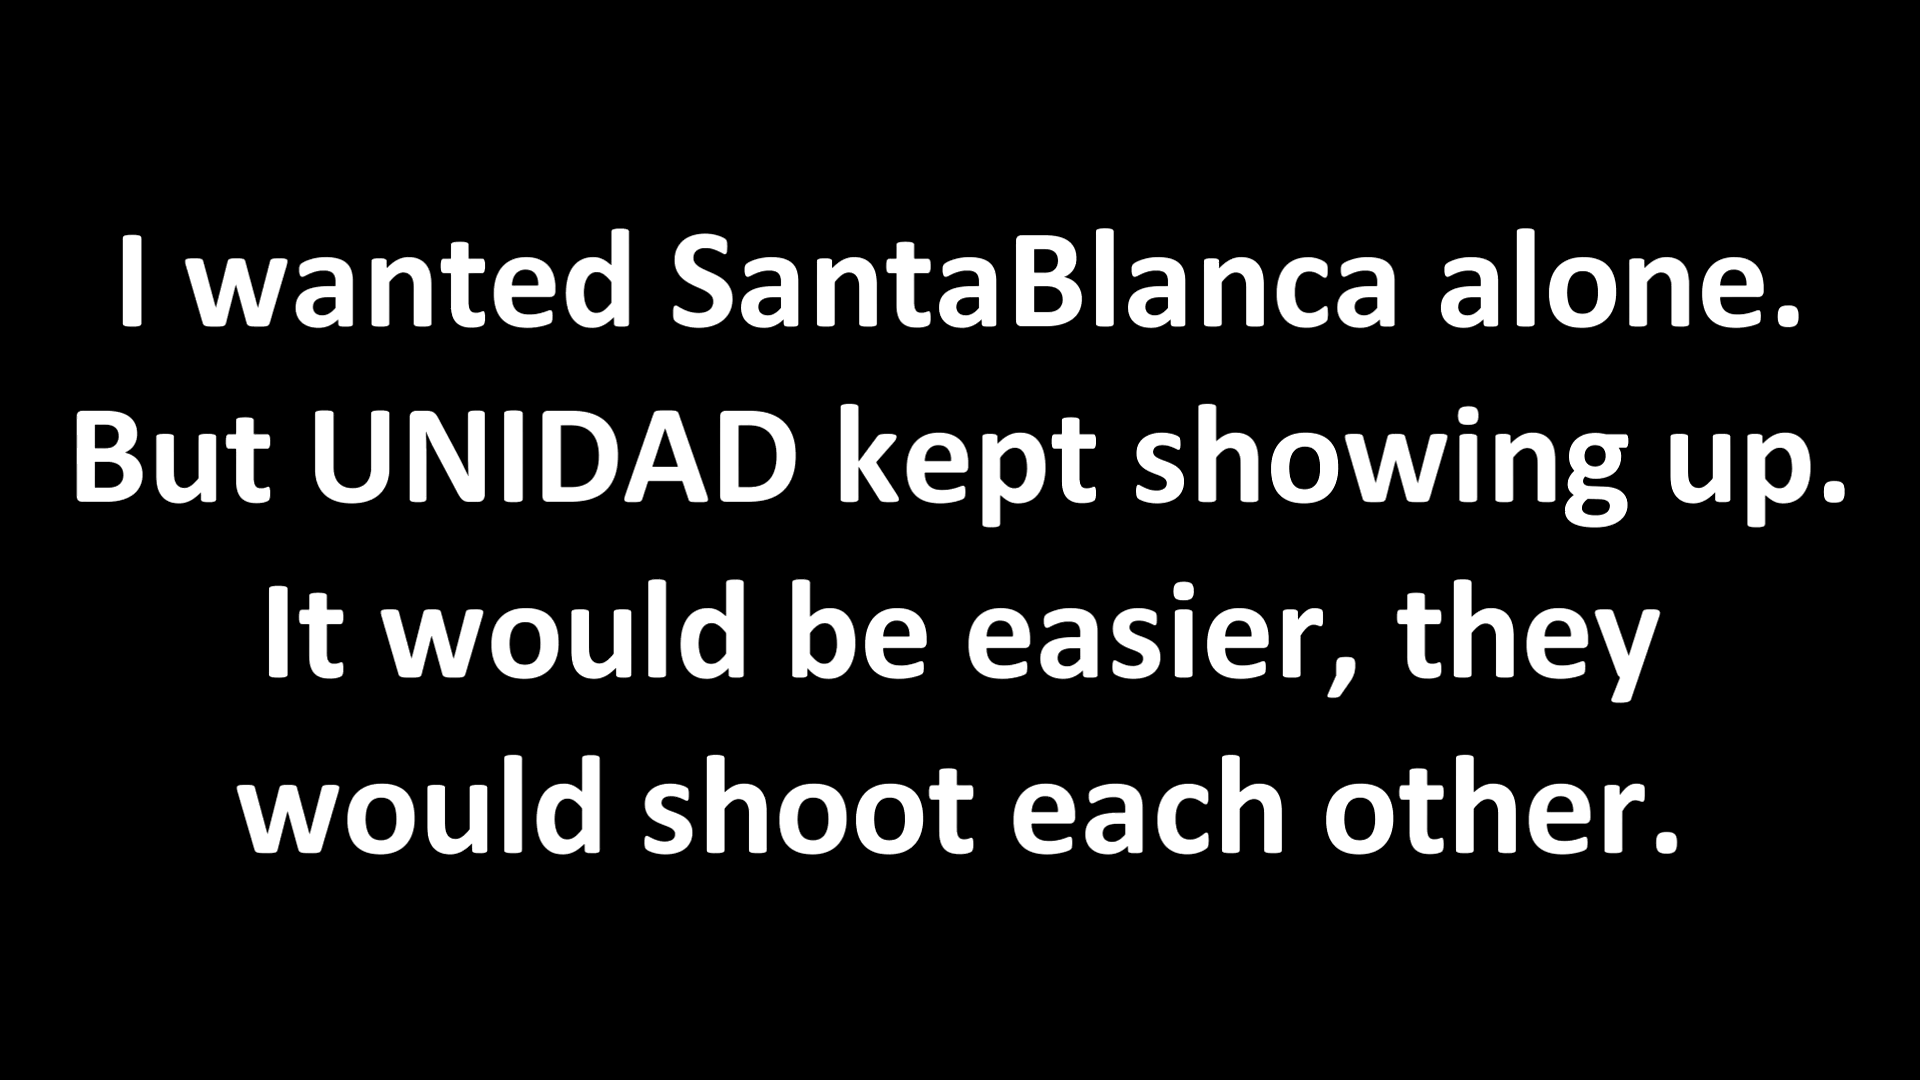 I wanted SantaBlanca alone.
But UNIDAD kept showing up.
It would be easier, they
would shoot each other.